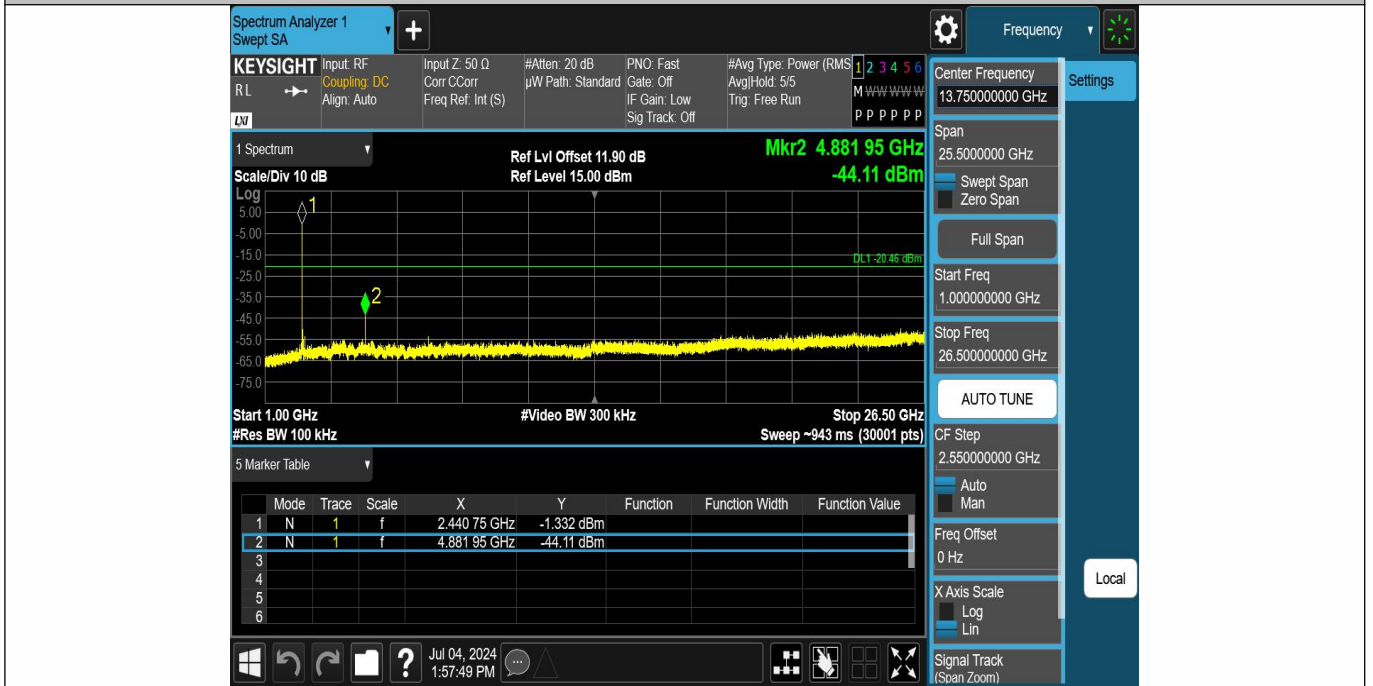 Spectrum Analyzer 1
Swept SA
+
Frequency
KEYSIGHT
RL
LXI
Input: RF
Coupling: DC
Align: Auto
Input Z: 50 Ω
Corr CCorr
Freq Ref: Int (S)
#Atten: 20 dB
µW Path: Standard
PNO: Fast
Gate: Off
IF Gain: Low
Sig Track: Off
#Avg Type: Power (RMS
Avg|Hold: 5/5
Trig: Free Run
1 2 3 4 5 6
M W W W W W
P P P P P P
1 Spectrum
Scale/Div 10 dB
Ref Lvl Offset 11.90 dB
Ref Level 15.00 dBm
Mkr2 4.881 95 GHz
-44.11 dBm
Log
5.00
-5.00
-15.0
-25.0
-35.0
-45.0
-55.0
-65.0
-75.0
1
2
DL1 -20.46 dBm
Start 1.00 GHz
#Res BW 100 kHz
#Video BW 300 kHz
Stop 26.50 GHz
Sweep ~943 ms (30001 pts)
5 Marker Table
Mode Trace Scale X Y Function Function Width Function Value
1 N 1 f 2.440 75 GHz -1.332 dBm
2 N 1 f 4.881 95 GHz -44.11 dBm
3
4
5
6
Jul 04, 2024
1:57:49 PM
?
Center Frequency
13.750000000 GHz
Settings
Span
25.5000000 GHz
Swept Span
Zero Span
Full Span
Start Freq
1.000000000 GHz
Stop Freq
26.500000000 GHz
AUTO TUNE
CF Step
2.550000000 GHz
Auto
Man
Freq Offset
0 Hz
Local
X Axis Scale
Log
Lin
Signal Track
(Span Zoom)